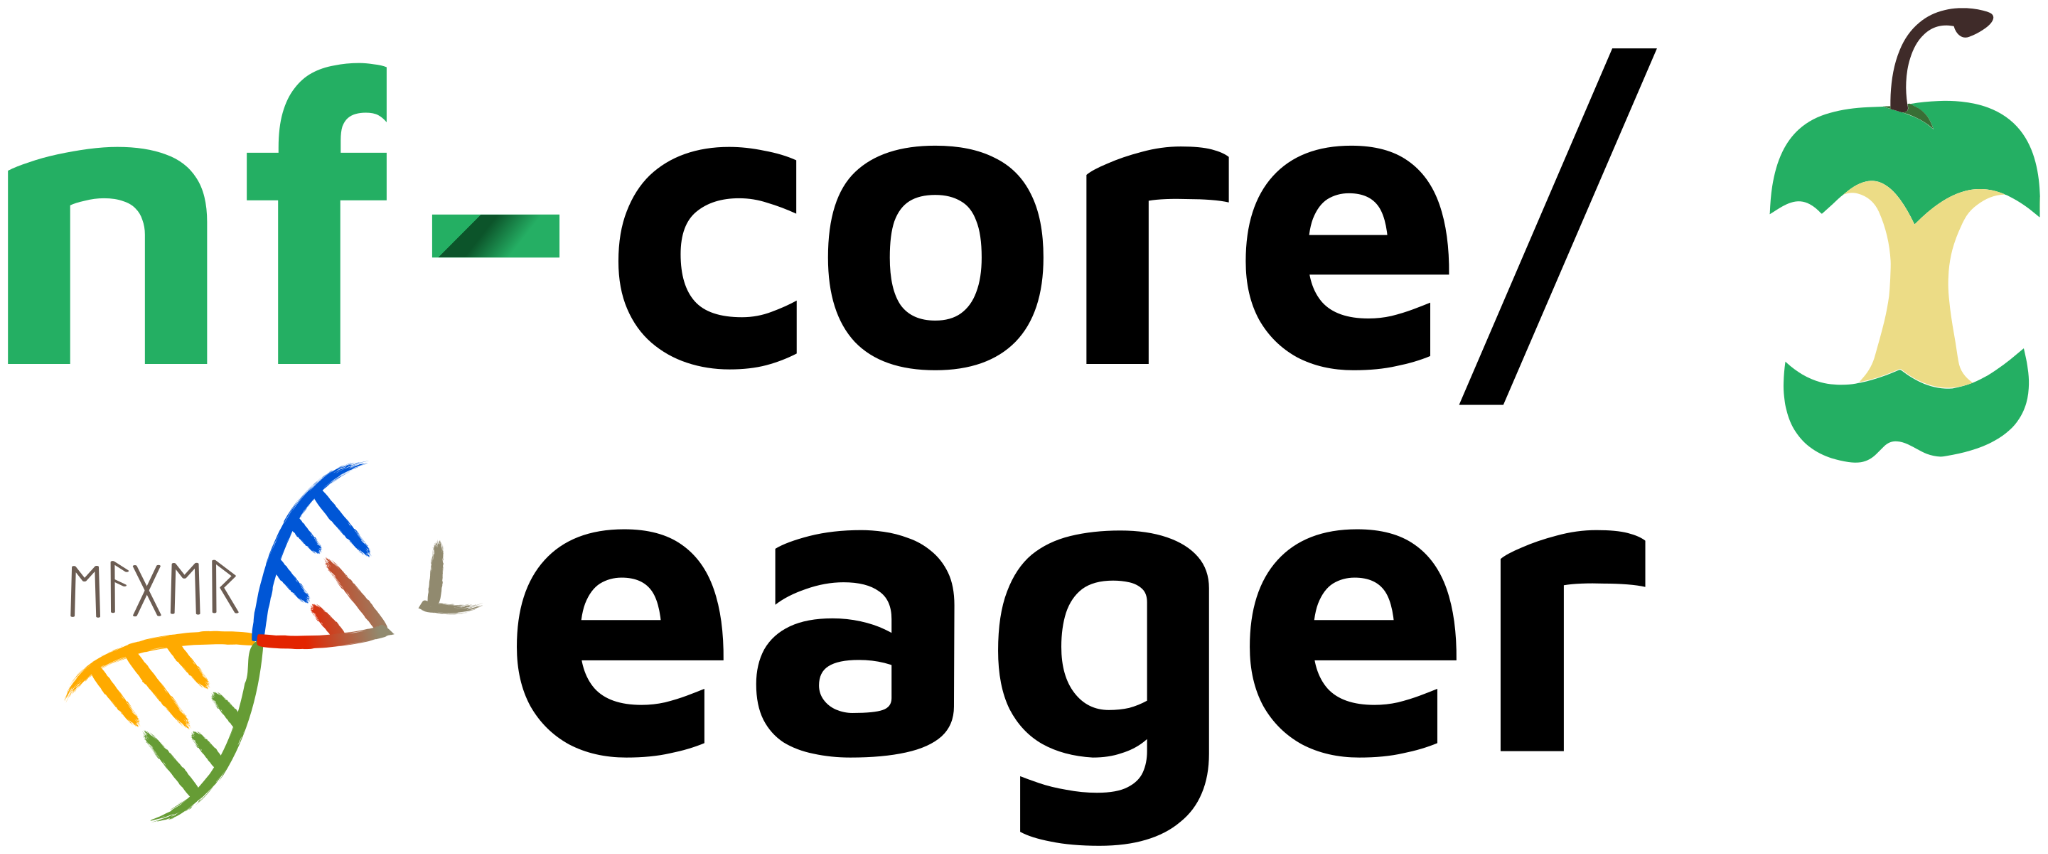 nf-core/
ᛖᚨᚷᛖᚱ
eager